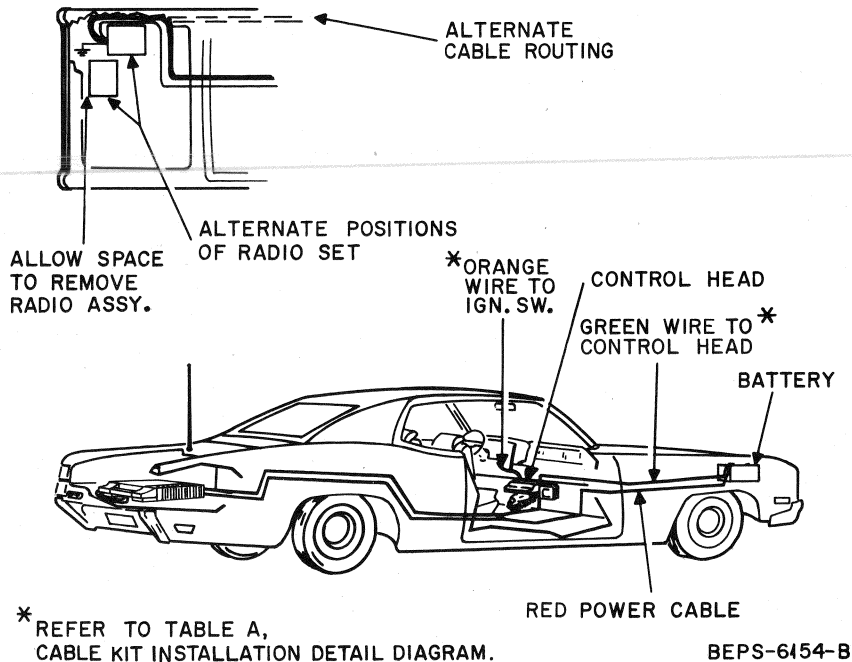 ALTERNATE
CABLE ROUTING
ALTERNATE POSITIONS
OF RADIO SET
ALLOW SPACE
TO REMOVE
RADIO ASSY.
*ORANGE
WIRE TO
IGN. SW.
CONTROL HEAD
GREEN WIRE TO *
CONTROL HEAD
BATTERY
RED POWER CABLE
*
REFER TO TABLE A,
CABLE KIT INSTALLATION DETAIL DIAGRAM.
BEPS-6154-B